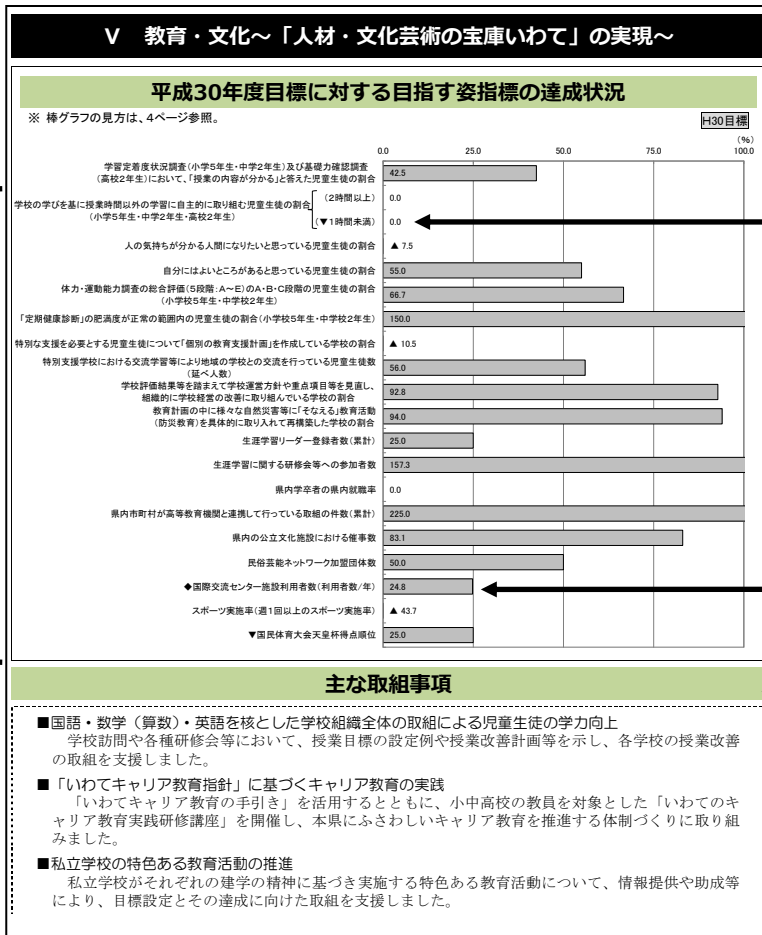 Ⅴ 教育・文化～「人材・文化芸術の宝庫いわて」の実現～
平成30年度目標に対する目指す姿指標の達成状況
※ 棒グラフの見方は、4ページ参照。
H30目標
(%)
0.0 25.0 50.0 75.0 100.0
学習定着度状況調査(小学5年生・中学2年生)及び基礎力確認調査
(高校2年生)において、「授業の内容が分かる」と答えた児童生徒の割合
42.5
学校の学びを基に授業時間以外の学習に自主的に取り組む児童生徒の割合
(小学5年生・中学2年生・高校2年生)
(2時間以上) 0.0
(▼1時間未満) 0.0
人の気持ちが分かる人間になりたいと思っている児童生徒の割合 ▲ 7.5
自分にはよいところがあると思っている児童生徒の割合 55.0
体力・運動能力調査の総合評価(5段階:A～E)のA・B・C段階の児童生徒の割合
(小学校5年生・中学校2年生)
66.7
「定期健康診断」の肥満度が正常の範囲内の児童生徒の割合(小学校5年生・中学校2年生) 150.0
特別な支援を必要とする児童生徒について「個別の教育支援計画」を作成している学校の割合 ▲ 10.5
特別支援学校における交流学習等により地域の学校との交流を行っている児童生徒数
(延べ人数)
56.0
学校評価結果等を踏まえて学校運営方針や重点項目等を見直し、
組織的に学校経営の改善に取り組んでいる学校の割合
92.8
教育計画の中に様々な自然災害等に「そなえる」教育活動
(防災教育)を具体的に取り入れて再構築した学校の割合
94.0
生涯学習リーダー登録者数(累計) 25.0
生涯学習に関する研修会等への参加者数 157.3
県内学卒者の県内就職率 0.0
県内市町村が高等教育機関と連携して行っている取組の件数(累計) 225.0
県内の公立文化施設における催事数 83.1
民俗芸能ネットワーク加盟団体数 50.0
◆国際交流センター施設利用者数(利用者数/年) 24.8
スポーツ実施率(週1回以上のスポーツ実施率) ▲ 43.7
▼国民体育大会天皇杯得点順位 25.0
主な取組事項
■国語・数学（算数）・英語を核とした学校組織全体の取組による児童生徒の学力向上
学校訪問や各種研修会等において、授業目標の設定例や授業改善計画等を示し、各学校の授業改善
の取組を支援しました。
■「いわてキャリア教育指針」に基づくキャリア教育の実践
「いわてキャリア教育の手引き」を活用するとともに、小中高校の教員を対象とした「いわてのキ
ャリア教育実践研修講座」を開催し、本県にふさわしいキャリア教育を推進する体制づくりに取り組
みました。
■私立学校の特色ある教育活動の推進
私立学校がそれぞれの建学の精神に基づき実施する特色ある教育活動について、情報提供や助成等
により、目標設定とその達成に向けた取組を支援しました。